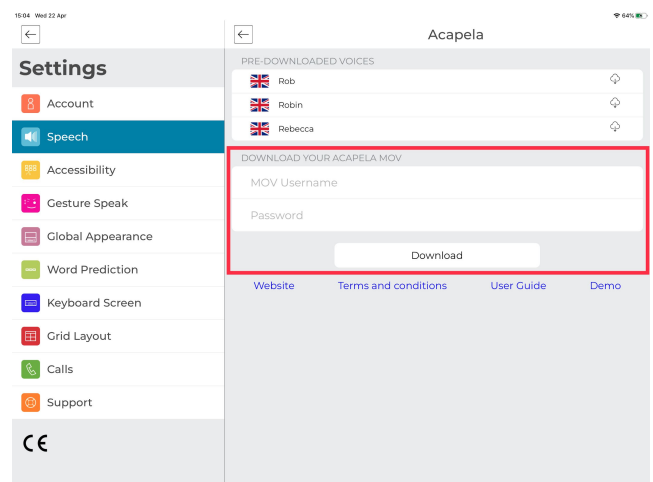 15:04 Wed 22 Apr
64%
Settings
Account
Speech
Accessibility
Gesture Speak
Global Appearance
Word Prediction
Keyboard Screen
Grid Layout
Calls
Support
CE
Acapela
PRE-DOWNLOADED VOICES
Rob
Robin
Rebecca
DOWNLOAD YOUR ACAPELA MOV
MOV Username
Password
Download
Website Terms and conditions User Guide Demo